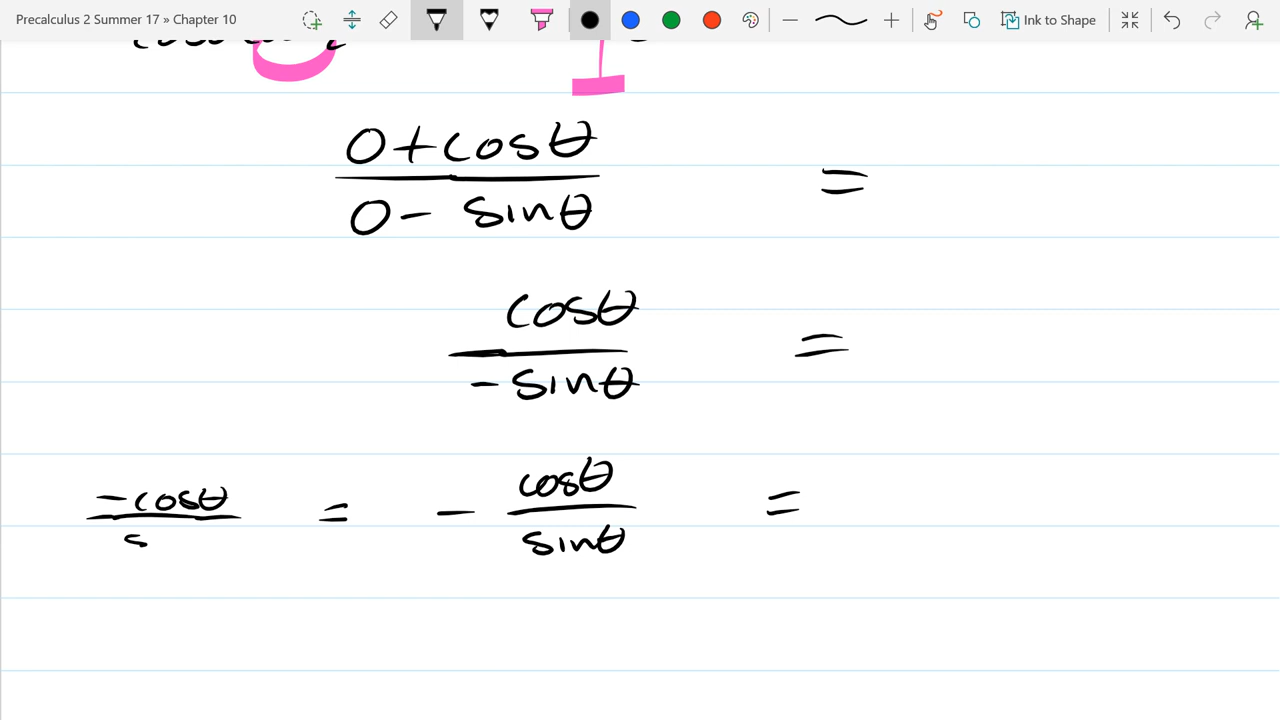 Precalculus 2 Summer 17 » Chapter 10
Ink to Shape
0 + cosθ
0 - sinθ
=
cosθ
- sinθ
=
-cosθ
s
=
- cosθ
sinθ
=